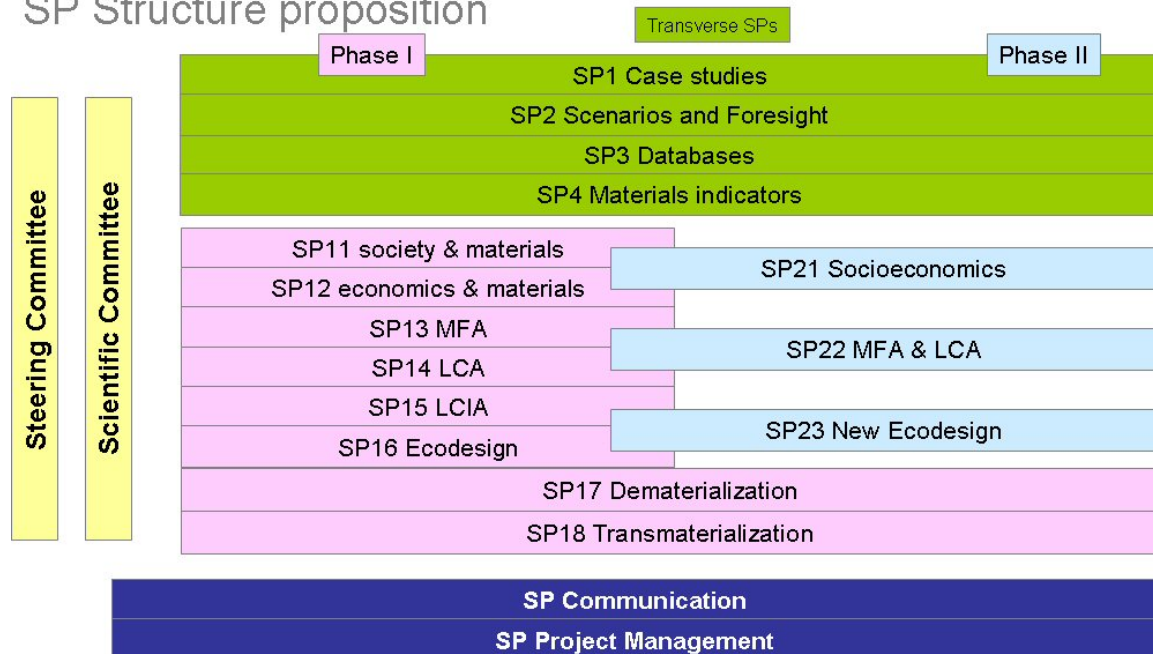 SP Structure proposition
Transverse SPs
Phase I
Phase II
SP1 Case studies
SP2 Scenarios and Foresight
SP3 Databases
SP4 Materials indicators
Steering Committee
Scientific Committee
SP11 society & materials
SP12 economics & materials
SP13 MFA
SP14 LCA
SP15 LCIA
SP16 Ecodesign
SP21 Socioeconomics
SP22 MFA & LCA
SP23 New Ecodesign
SP17 Dematerialization
SP18 Transmaterialization
SP Communication
SP Project Management